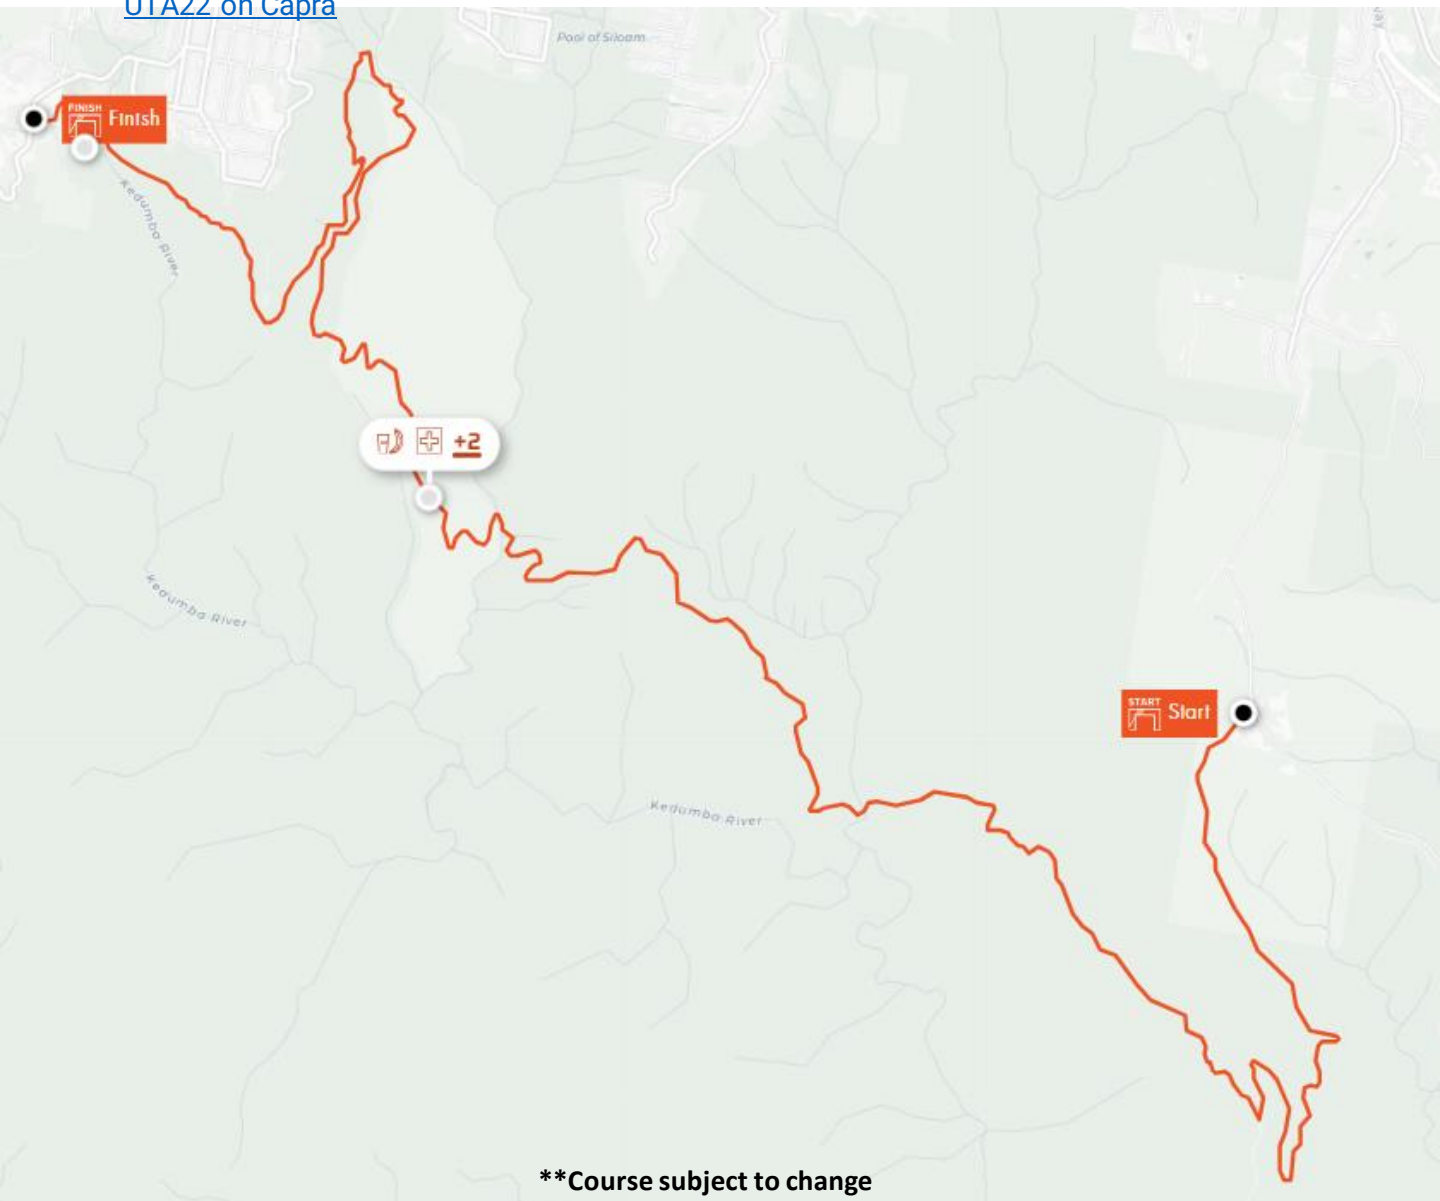 UTA22 on Capra
Pool of Siloam
way
FINISH
Finish
Kedumba River
+2
Kedumba River
START
Start
Kedumba River
**Course subject to change